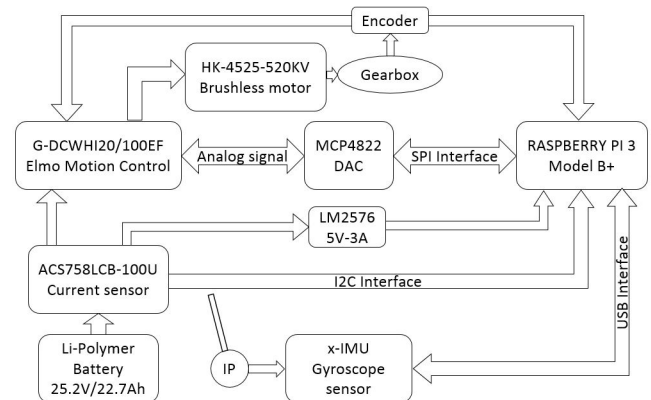 Encoder
HK-4525-520KV
Brushless motor
Gearbox
G-DCWHI20/100EF
Elmo Motion Control
Analog signal
MCP4822
DAC
SPI Interface
RASPBERRY PI 3
Model B+
LM2576
5V-3A
ACS758LCB-100U
Current sensor
I2C Interface
USB Interface
Li-Polymer
Battery
25.2V/22.7Ah
IP
x-IMU
Gyroscope
sensor